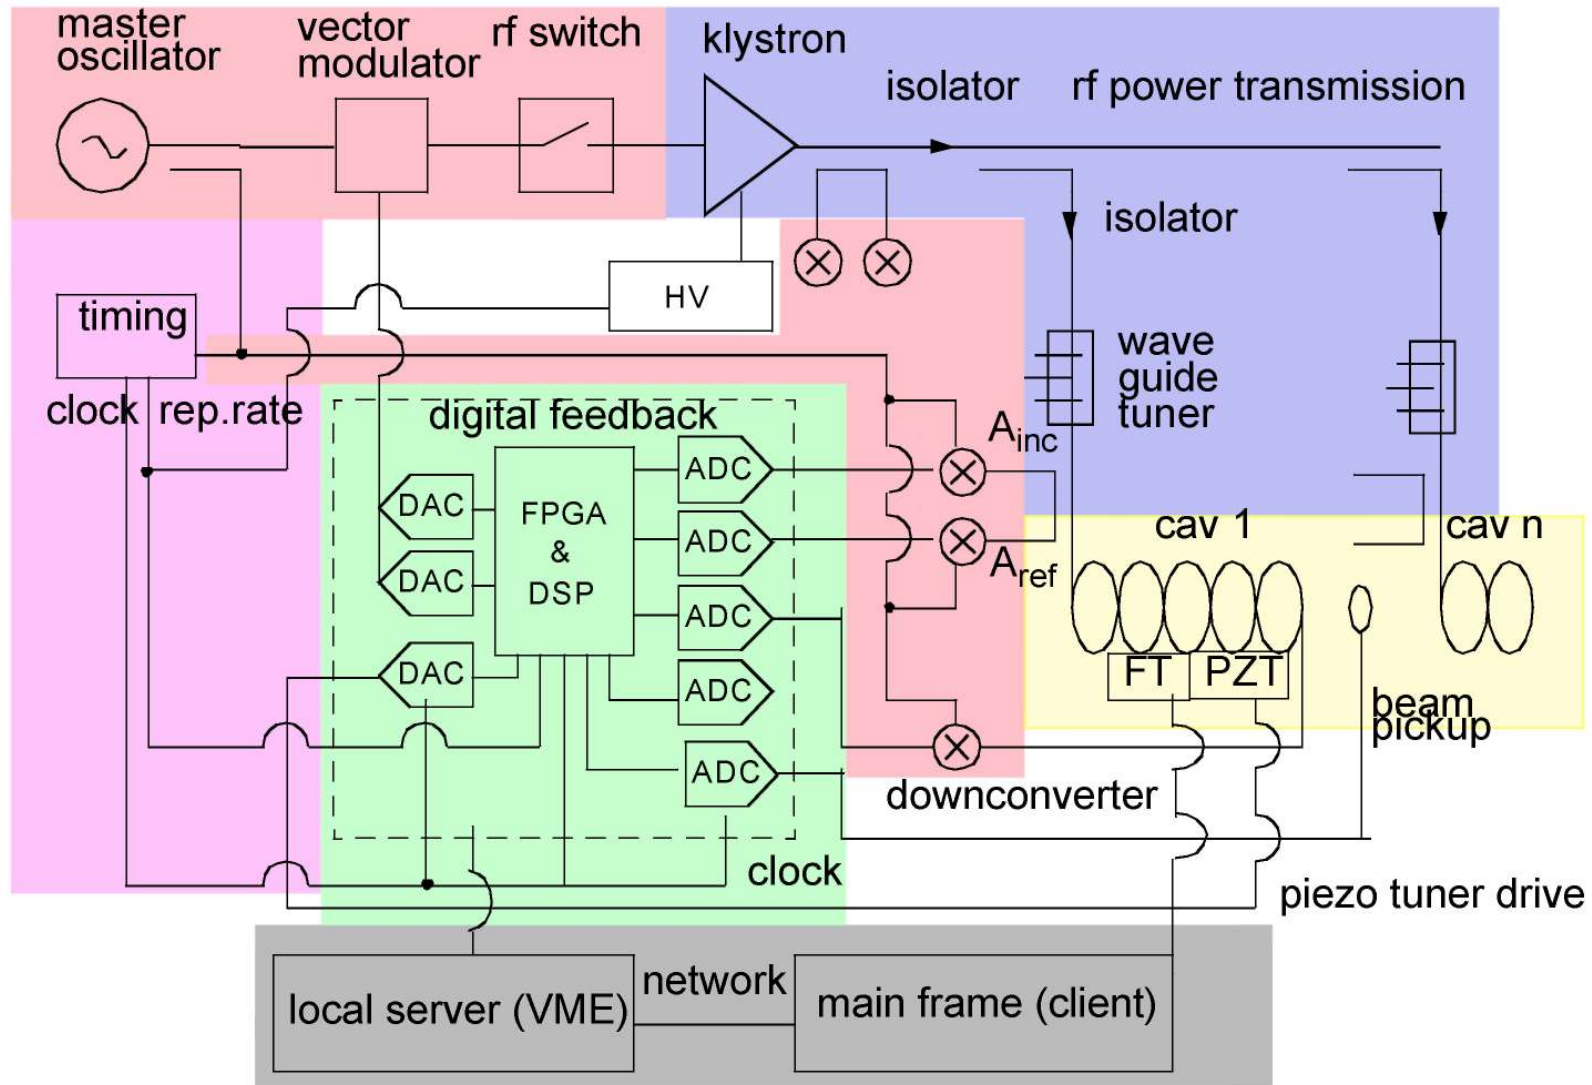 master
oscillator
vector
modulator
rf switch
klystron
isolator
rf power transmission
isolator
HV
timing
wave
guide
tuner
clock
rep.rate
digital feedback
A_inc
ADC
DAC
FPGA
&
DSP
ADC
A_ref
cav 1
cav n
DAC
ADC
DAC
ADC
FT
PZT
beam
pickup
ADC
downconverter
clock
piezo tuner drive
network
local server (VME)
main frame (client)